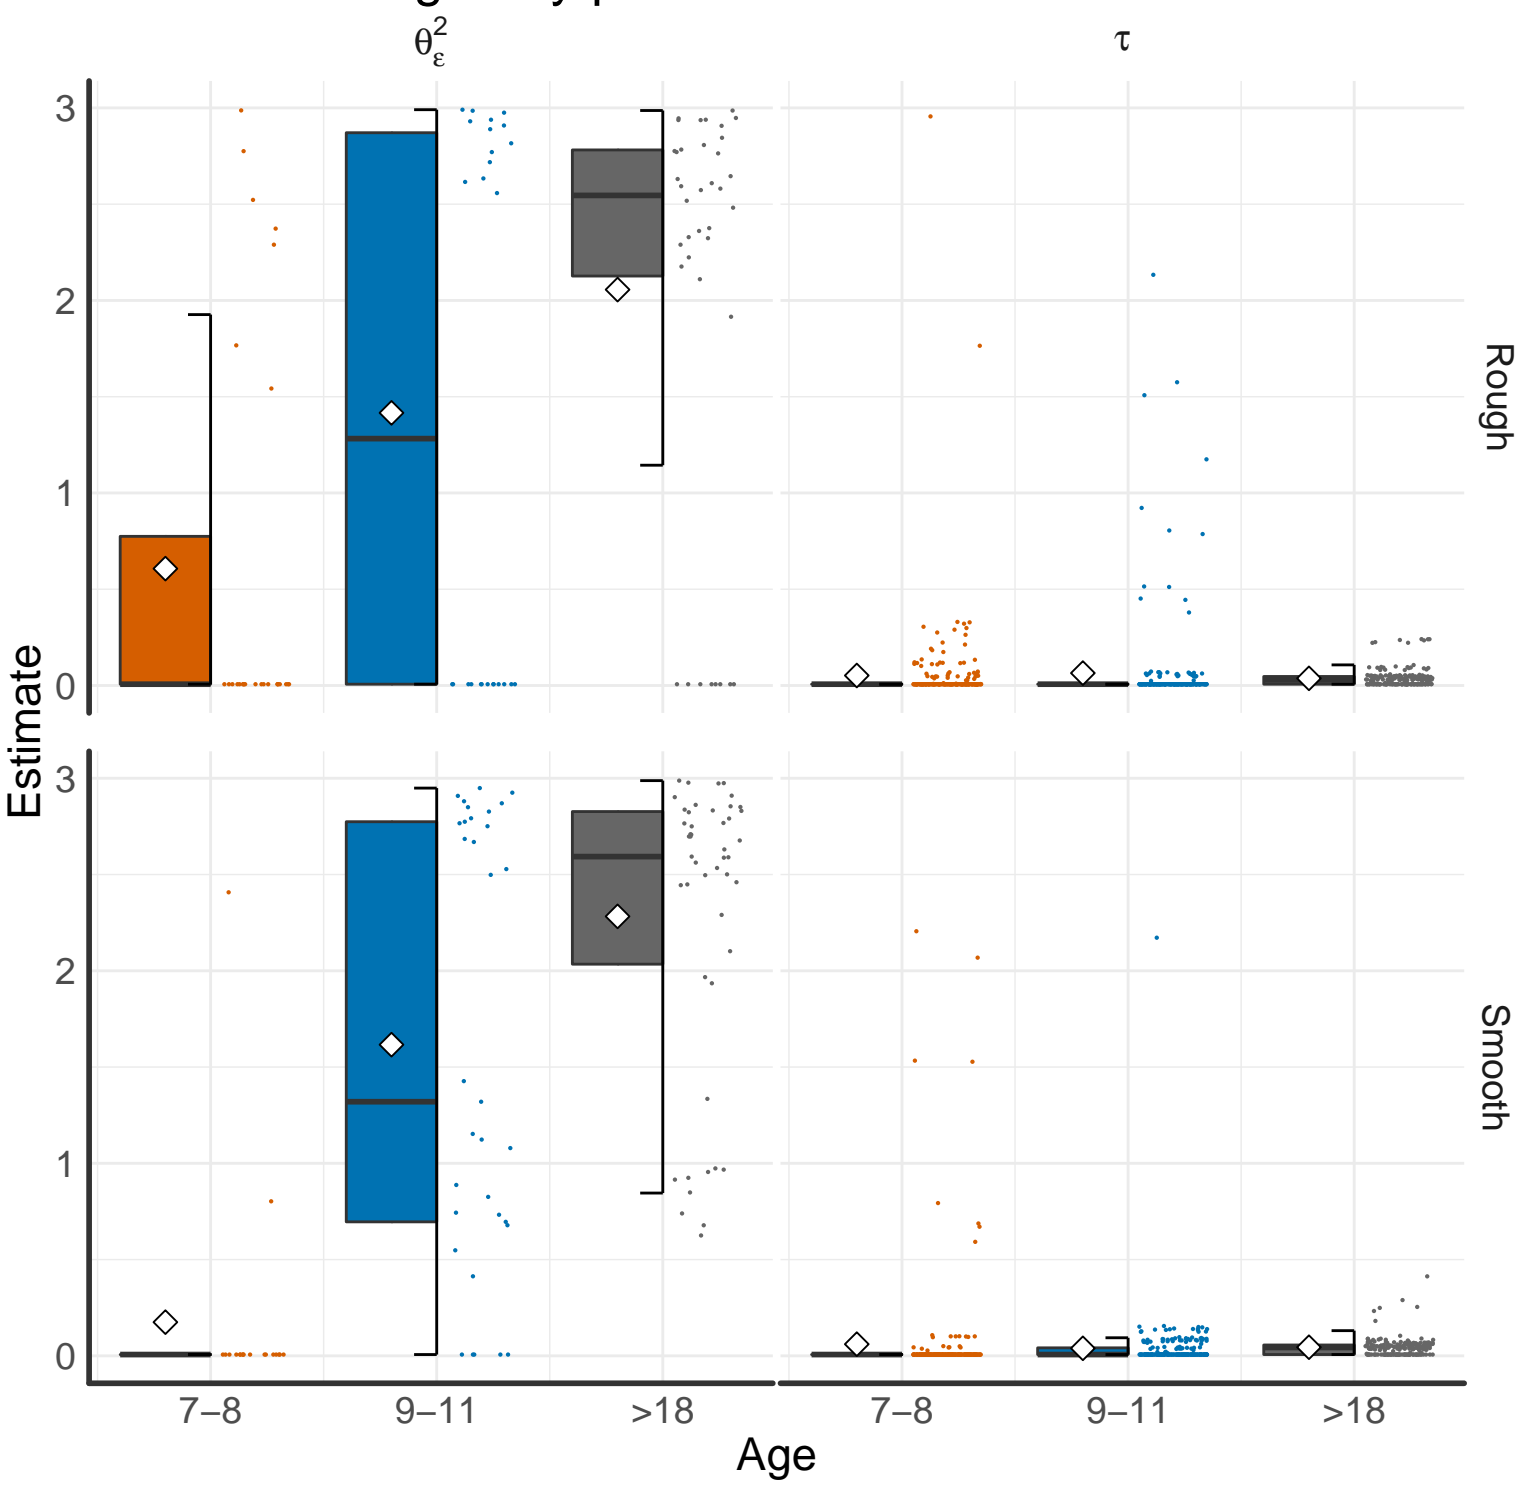 θ²ε τ
3
2
1
0
Rough
Estimate
3
2
1
0
Smooth
7–8 9–11 >18 7–8 9–11 >18
Age